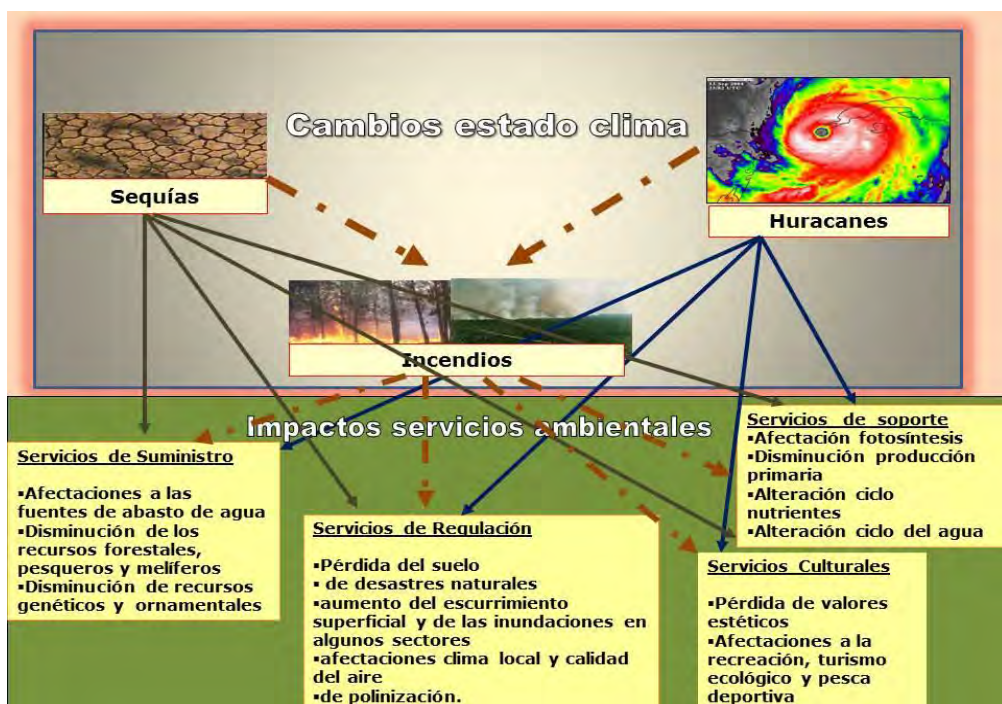 Cambios estado clima
Sequías
Huracanes
Incendios
Impactos servicios ambientales
Servicios de Suministro
▪Afectaciones a las
fuentes de abasto de agua
▪Disminución de los
recursos forestales,
pesqueros y melíferos
▪Disminución de recursos
genéticos y ornamentales
Servicios de Regulación
▪Pérdida del suelo
▪ de desastres naturales
▪aumento del escurrimiento
superficial y de las inundaciones en
algunos sectores
▪afectaciones clima local y calidad
del aire
▪de polinización.
Servicios de soporte
▪Afectación fotosíntesis
▪Disminución producción
primaria
▪Alteración ciclo
nutrientes
▪Alteración ciclo del agua
Servicios Culturales
▪Pérdida de valores
estéticos
▪Afectaciones a la
recreación, turismo
ecológico y pesca
deportiva